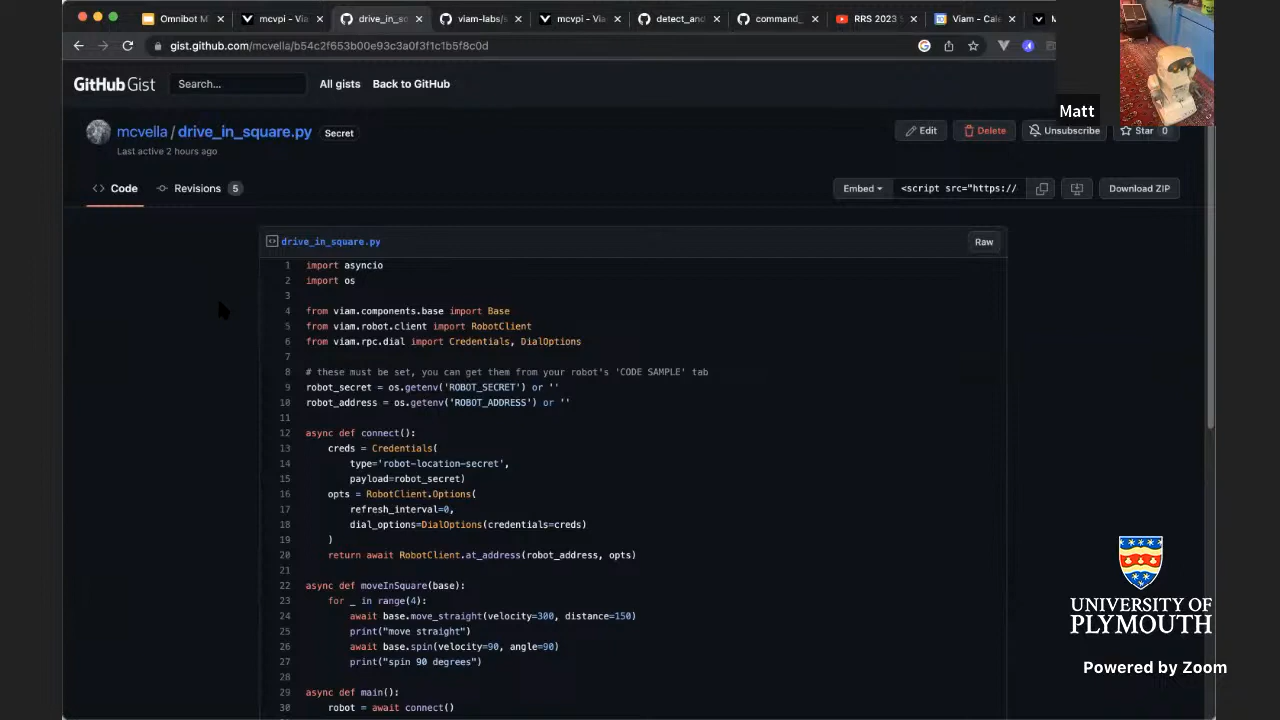 Omnibot M
mcvpi - Via
drive_in_sq
viam-labs/s
mcvpi - Via
detect_and
command_
RRS 2023 S
Viam - Cale
gist.github.com/mcvella/b54c2f653b00e93c3a0f3f1c1b5f8c0d
Matt
GitHub Gist
Search...
All gists
Back to GitHub
mcvella / drive_in_square.py
Secret
Last active 2 hours ago
Edit
Delete
Unsubscribe
Star 0
<> Code
Revisions 5
Embed
<script src="https://
Download ZIP
drive_in_square.py
Raw
1 import asyncio
2 import os
3
4 from viam.components.base import Base
5 from viam.robot.client import RobotClient
6 from viam.rpc.dial import Credentials, DialOptions
7
8 # these must be set, you can get them from your robot's 'CODE SAMPLE' tab
9 robot_secret = os.getenv('ROBOT_SECRET') or ''
10 robot_address = os.getenv('ROBOT_ADDRESS') or ''
11
12 async def connect():
13 creds = Credentials(
14 type='robot-location-secret',
15 payload=robot_secret)
16 opts = RobotClient.Options(
17 refresh_interval=0,
18 dial_options=DialOptions(credentials=creds)
19 )
20 return await RobotClient.at_address(robot_address, opts)
21
22 async def moveInSquare(base):
23 for _ in range(4):
24 await base.move_straight(velocity=300, distance=150)
25 print("move straight")
26 await base.spin(velocity=90, angle=90)
27 print("spin 90 degrees")
28
29 async def main():
30 robot = await connect()
UNIVERSITY OF
PLYMOUTH
Powered by Zoom